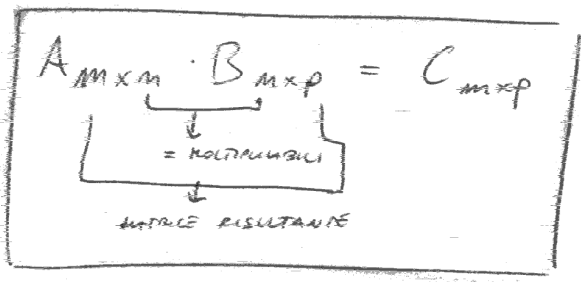 A m×n · B n×p = C m×p
= MOLTIPLICABILI
MATRICE RISULTANTE